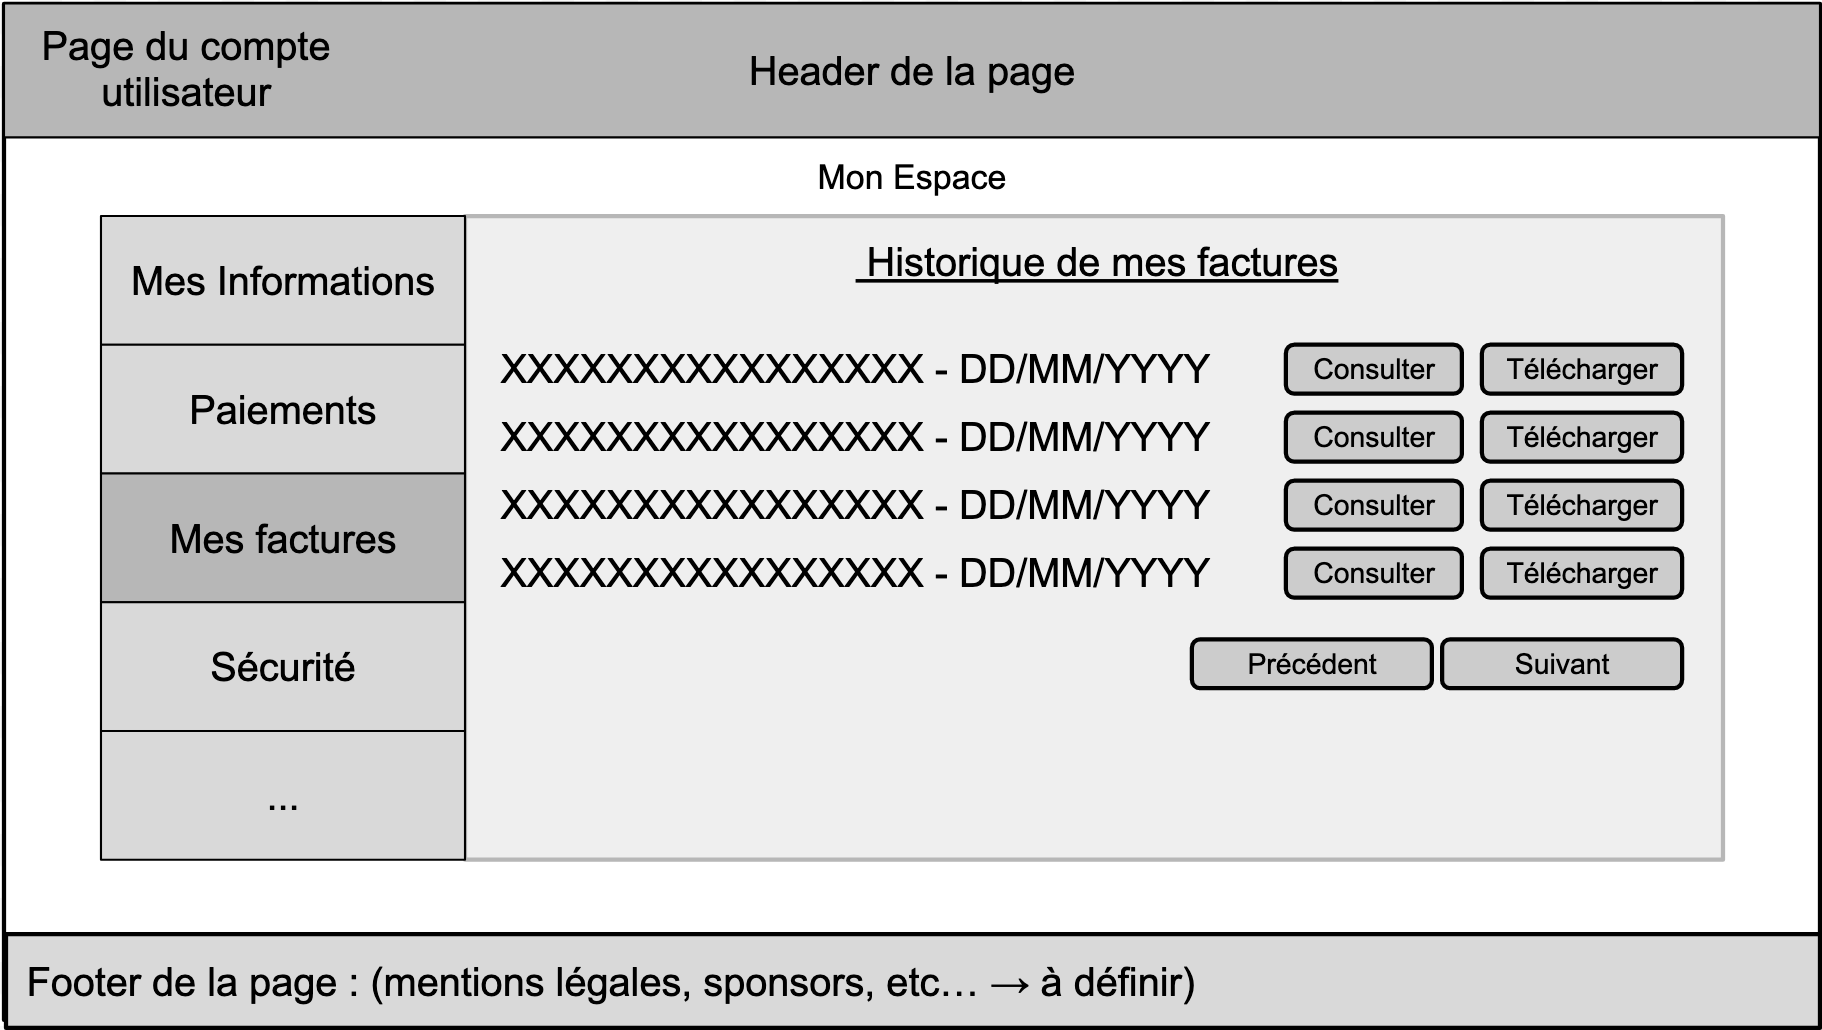 Page du compte
utilisateur
Header de la page
Mon Espace
Mes Informations
Paiements
Mes factures
Sécurité
...
Historique de mes factures
XXXXXXXXXXXXXXXX - DD/MM/YYYY Consulter Télécharger
XXXXXXXXXXXXXXXX - DD/MM/YYYY Consulter Télécharger
XXXXXXXXXXXXXXXX - DD/MM/YYYY Consulter Télécharger
XXXXXXXXXXXXXXXX - DD/MM/YYYY Consulter Télécharger
Précédent Suivant
Footer de la page : (mentions légales, sponsors, etc… → à définir)